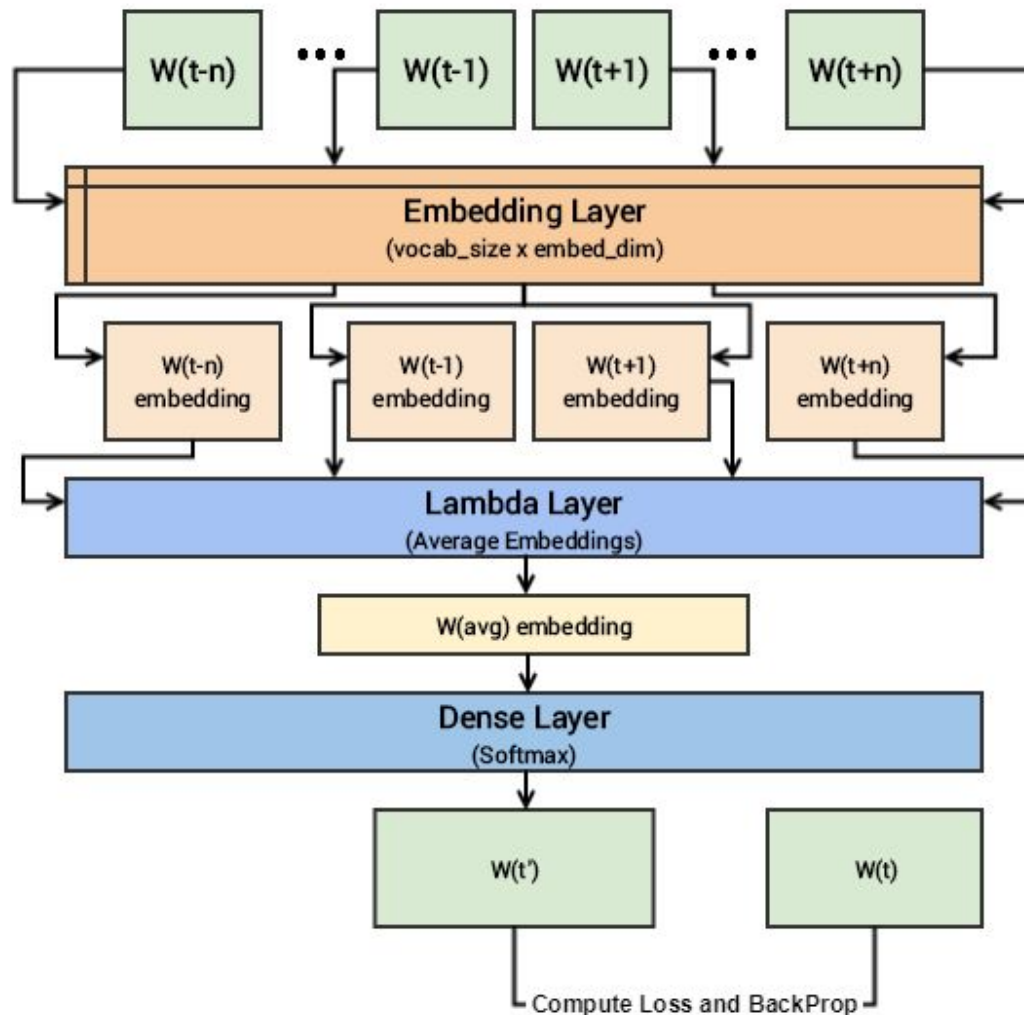 W(t-n)
...
W(t-1)
W(t+1)
...
W(t+n)
Embedding Layer
(vocab_size x embed_dim)
W(t-n)
embedding
W(t-1)
embedding
W(t+1)
embedding
W(t+n)
embedding
Lambda Layer
(Average Embeddings)
W(avg) embedding
Dense Layer
(Softmax)
W(t')
W(t)
Compute Loss and BackProp